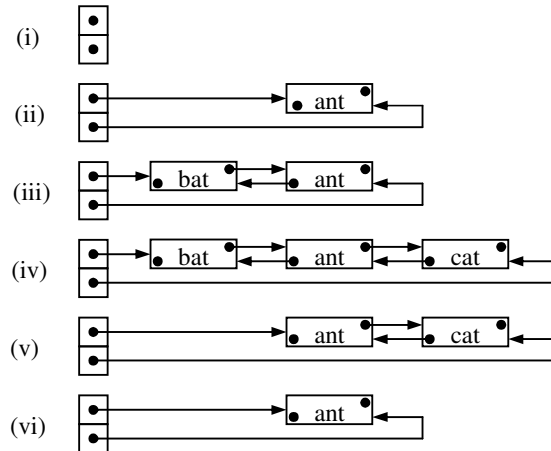 (i)
(ii) ant
(iii) bat ant
(iv) bat ant cat
(v) ant cat
(vi) ant